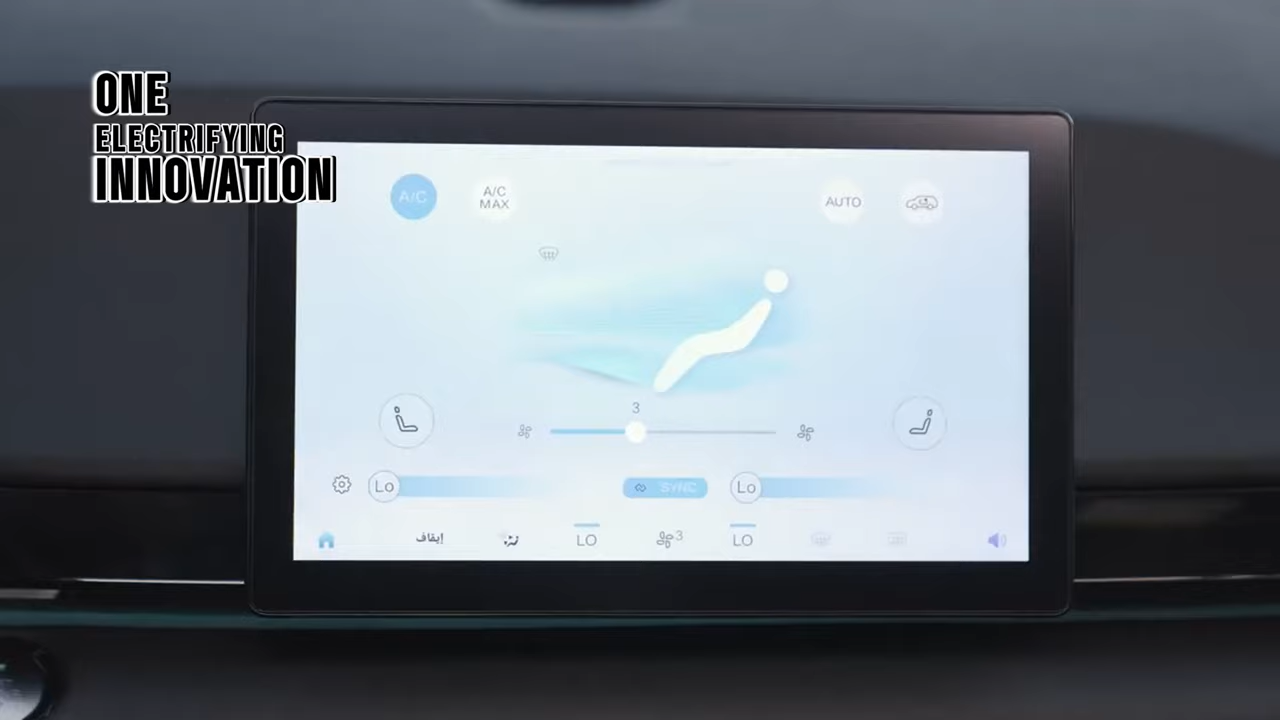 ONE
ELECTRIFYING
INNOVATION
A/C
A/C
MAX
AUTO
3
Lo
SYNC
Lo
إيقاف
LO
3
LO